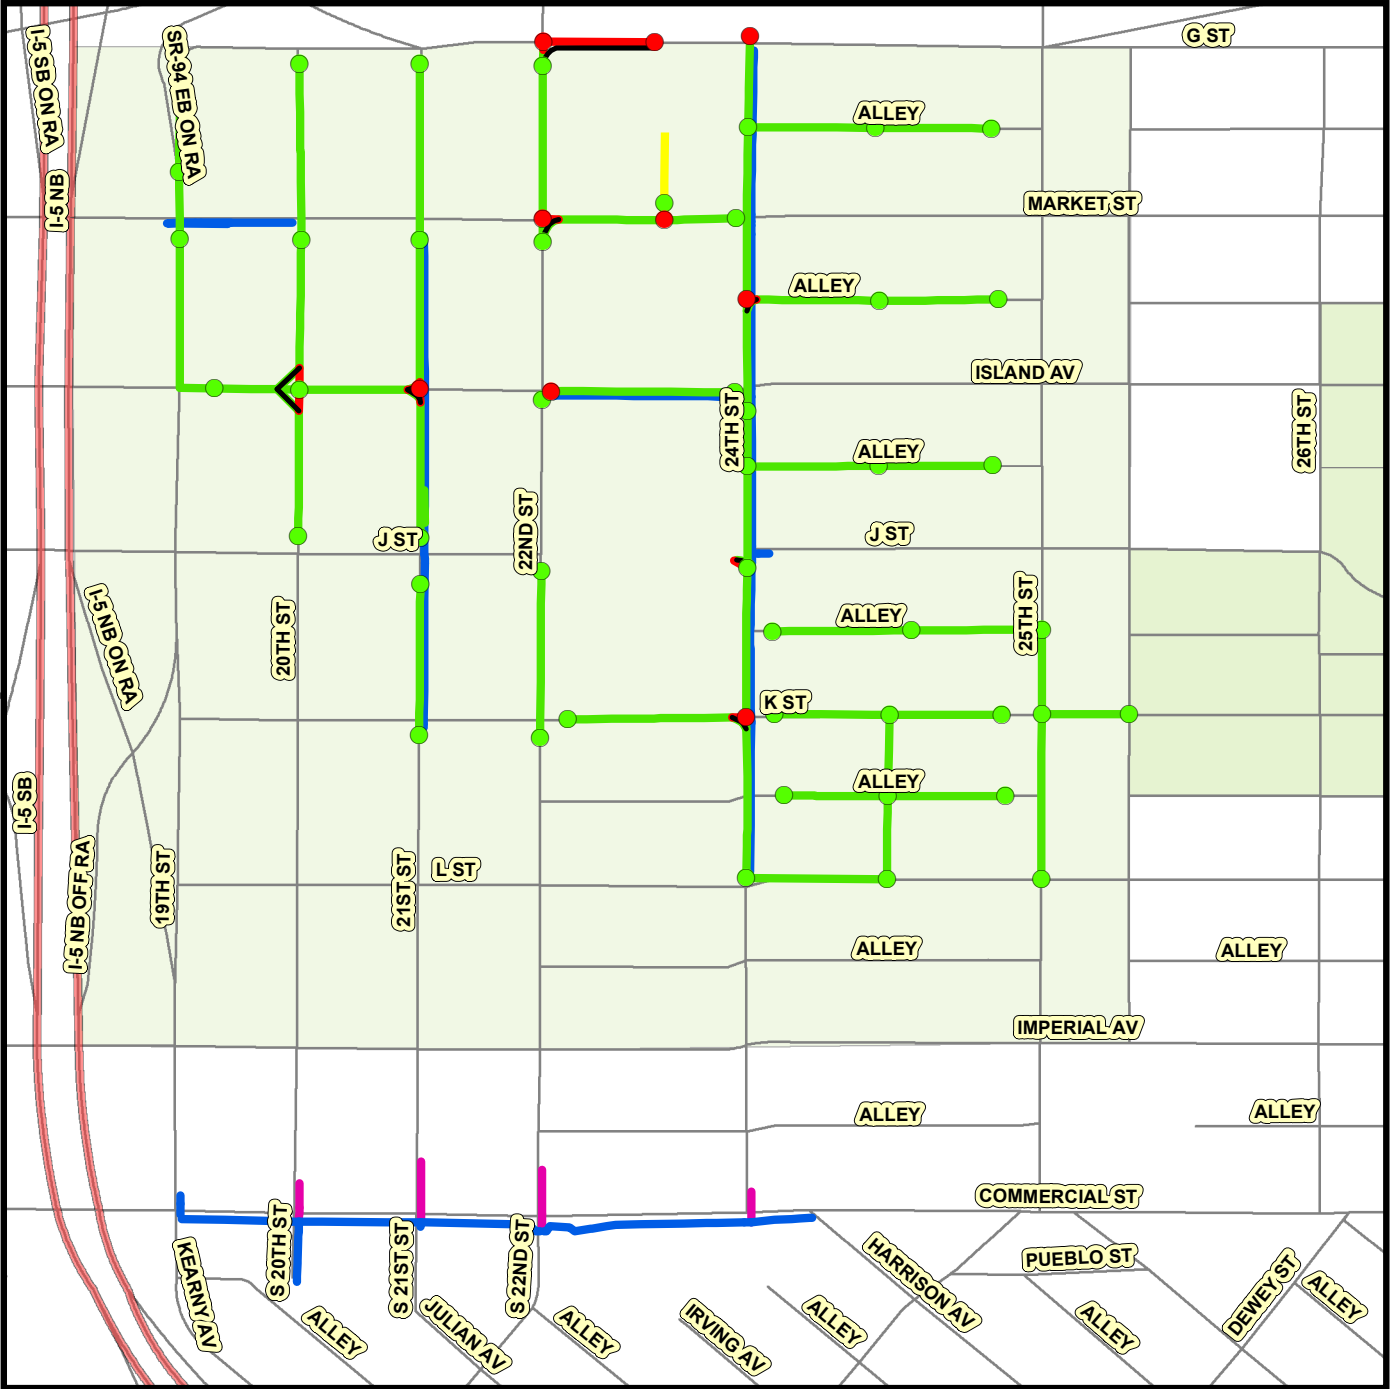 G ST
I-5 SB ON RA
SR-94 EB ON RA
ALLEY
I-5 NB
MARKET ST
ALLEY
ISLAND AV
24TH ST
26TH ST
ALLEY
22ND ST
J ST
J ST
I-5 NB ON RA
20TH ST
ALLEY
25TH ST
K ST
I-5 SB
ALLEY
I-5 NB OFF RA
19TH ST
21ST ST
L ST
ALLEY
ALLEY
IMPERIAL AV
ALLEY
ALLEY
COMMERCIAL ST
KEARNY AV
S 20TH ST
S 21ST ST
S 22ND ST
HARRISON AV
PUEBLO ST
DEWEY ST
ALLEY
ALLEY
JULIAN AV
ALLEY
IRVING AV
ALLEY
ALLEY